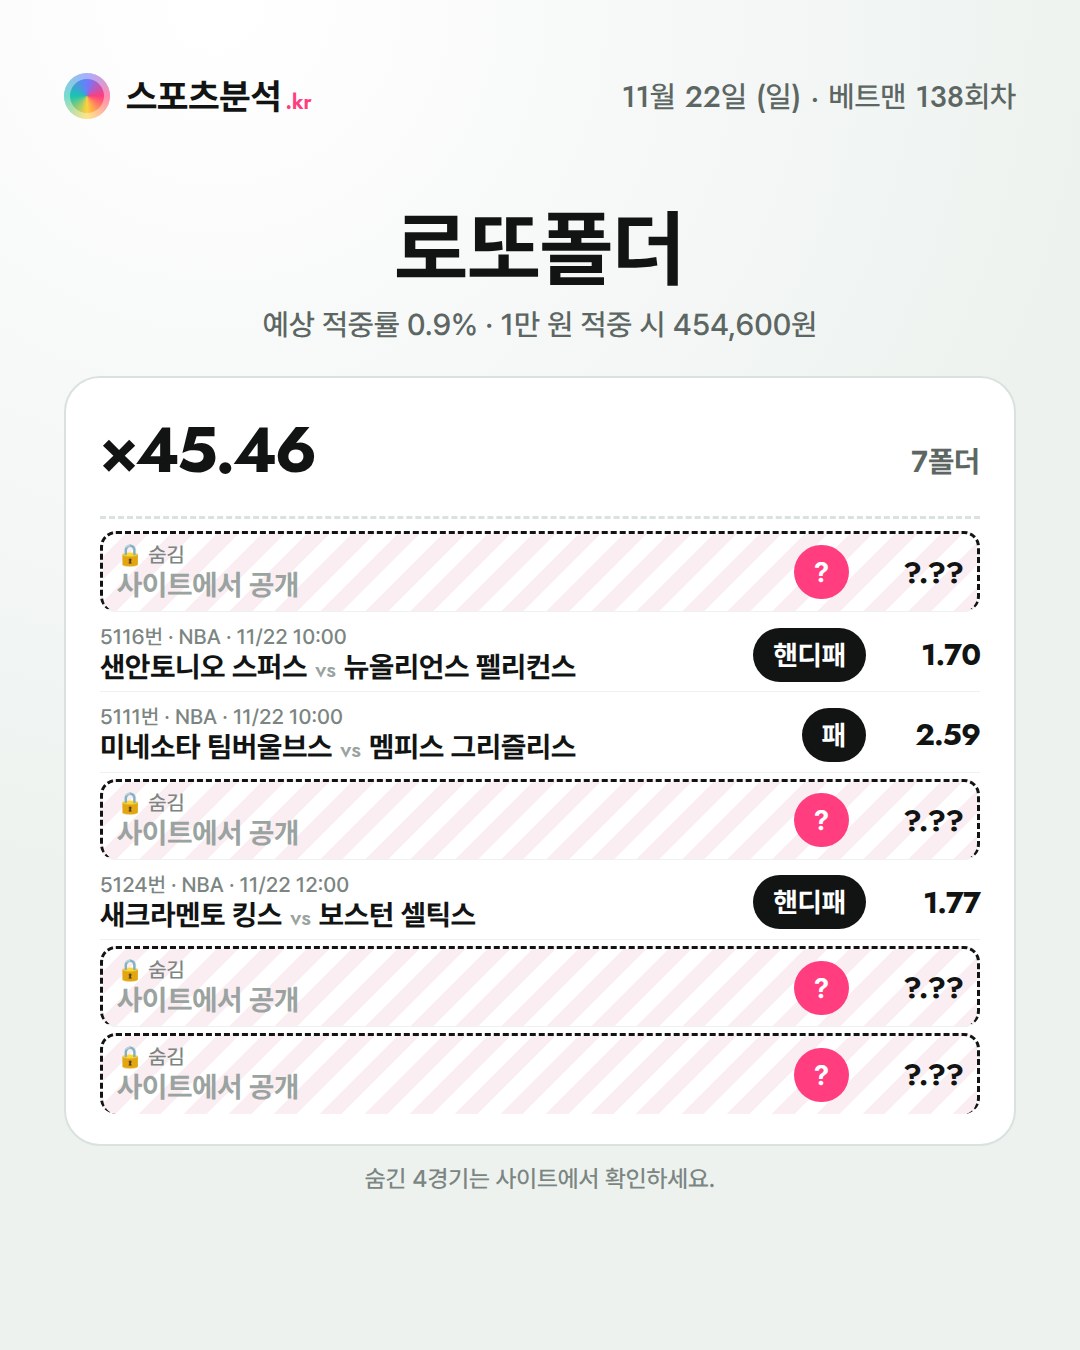 스포츠분석.kr
11월 22일 (일) · 베트맨 138회차
로또폴더
예상 적중률 0.9% · 1만 원 적중 시 454,600원
×45.46
7폴더
🔒 숨김
사이트에서 공개
? ?.??
5116번 · NBA · 11/22 10:00
샌안토니오 스퍼스 vs 뉴올리언스 펠리컨스
핸디패 1.70
5111번 · NBA · 11/22 10:00
미네소타 팀버울브스 vs 멤피스 그리즐리스
패 2.59
🔒 숨김
사이트에서 공개
? ?.??
5124번 · NBA · 11/22 12:00
새크라멘토 킹스 vs 보스턴 셀틱스
핸디패 1.77
🔒 숨김
사이트에서 공개
? ?.??
🔒 숨김
사이트에서 공개
? ?.??
숨긴 4경기는 사이트에서 확인하세요.